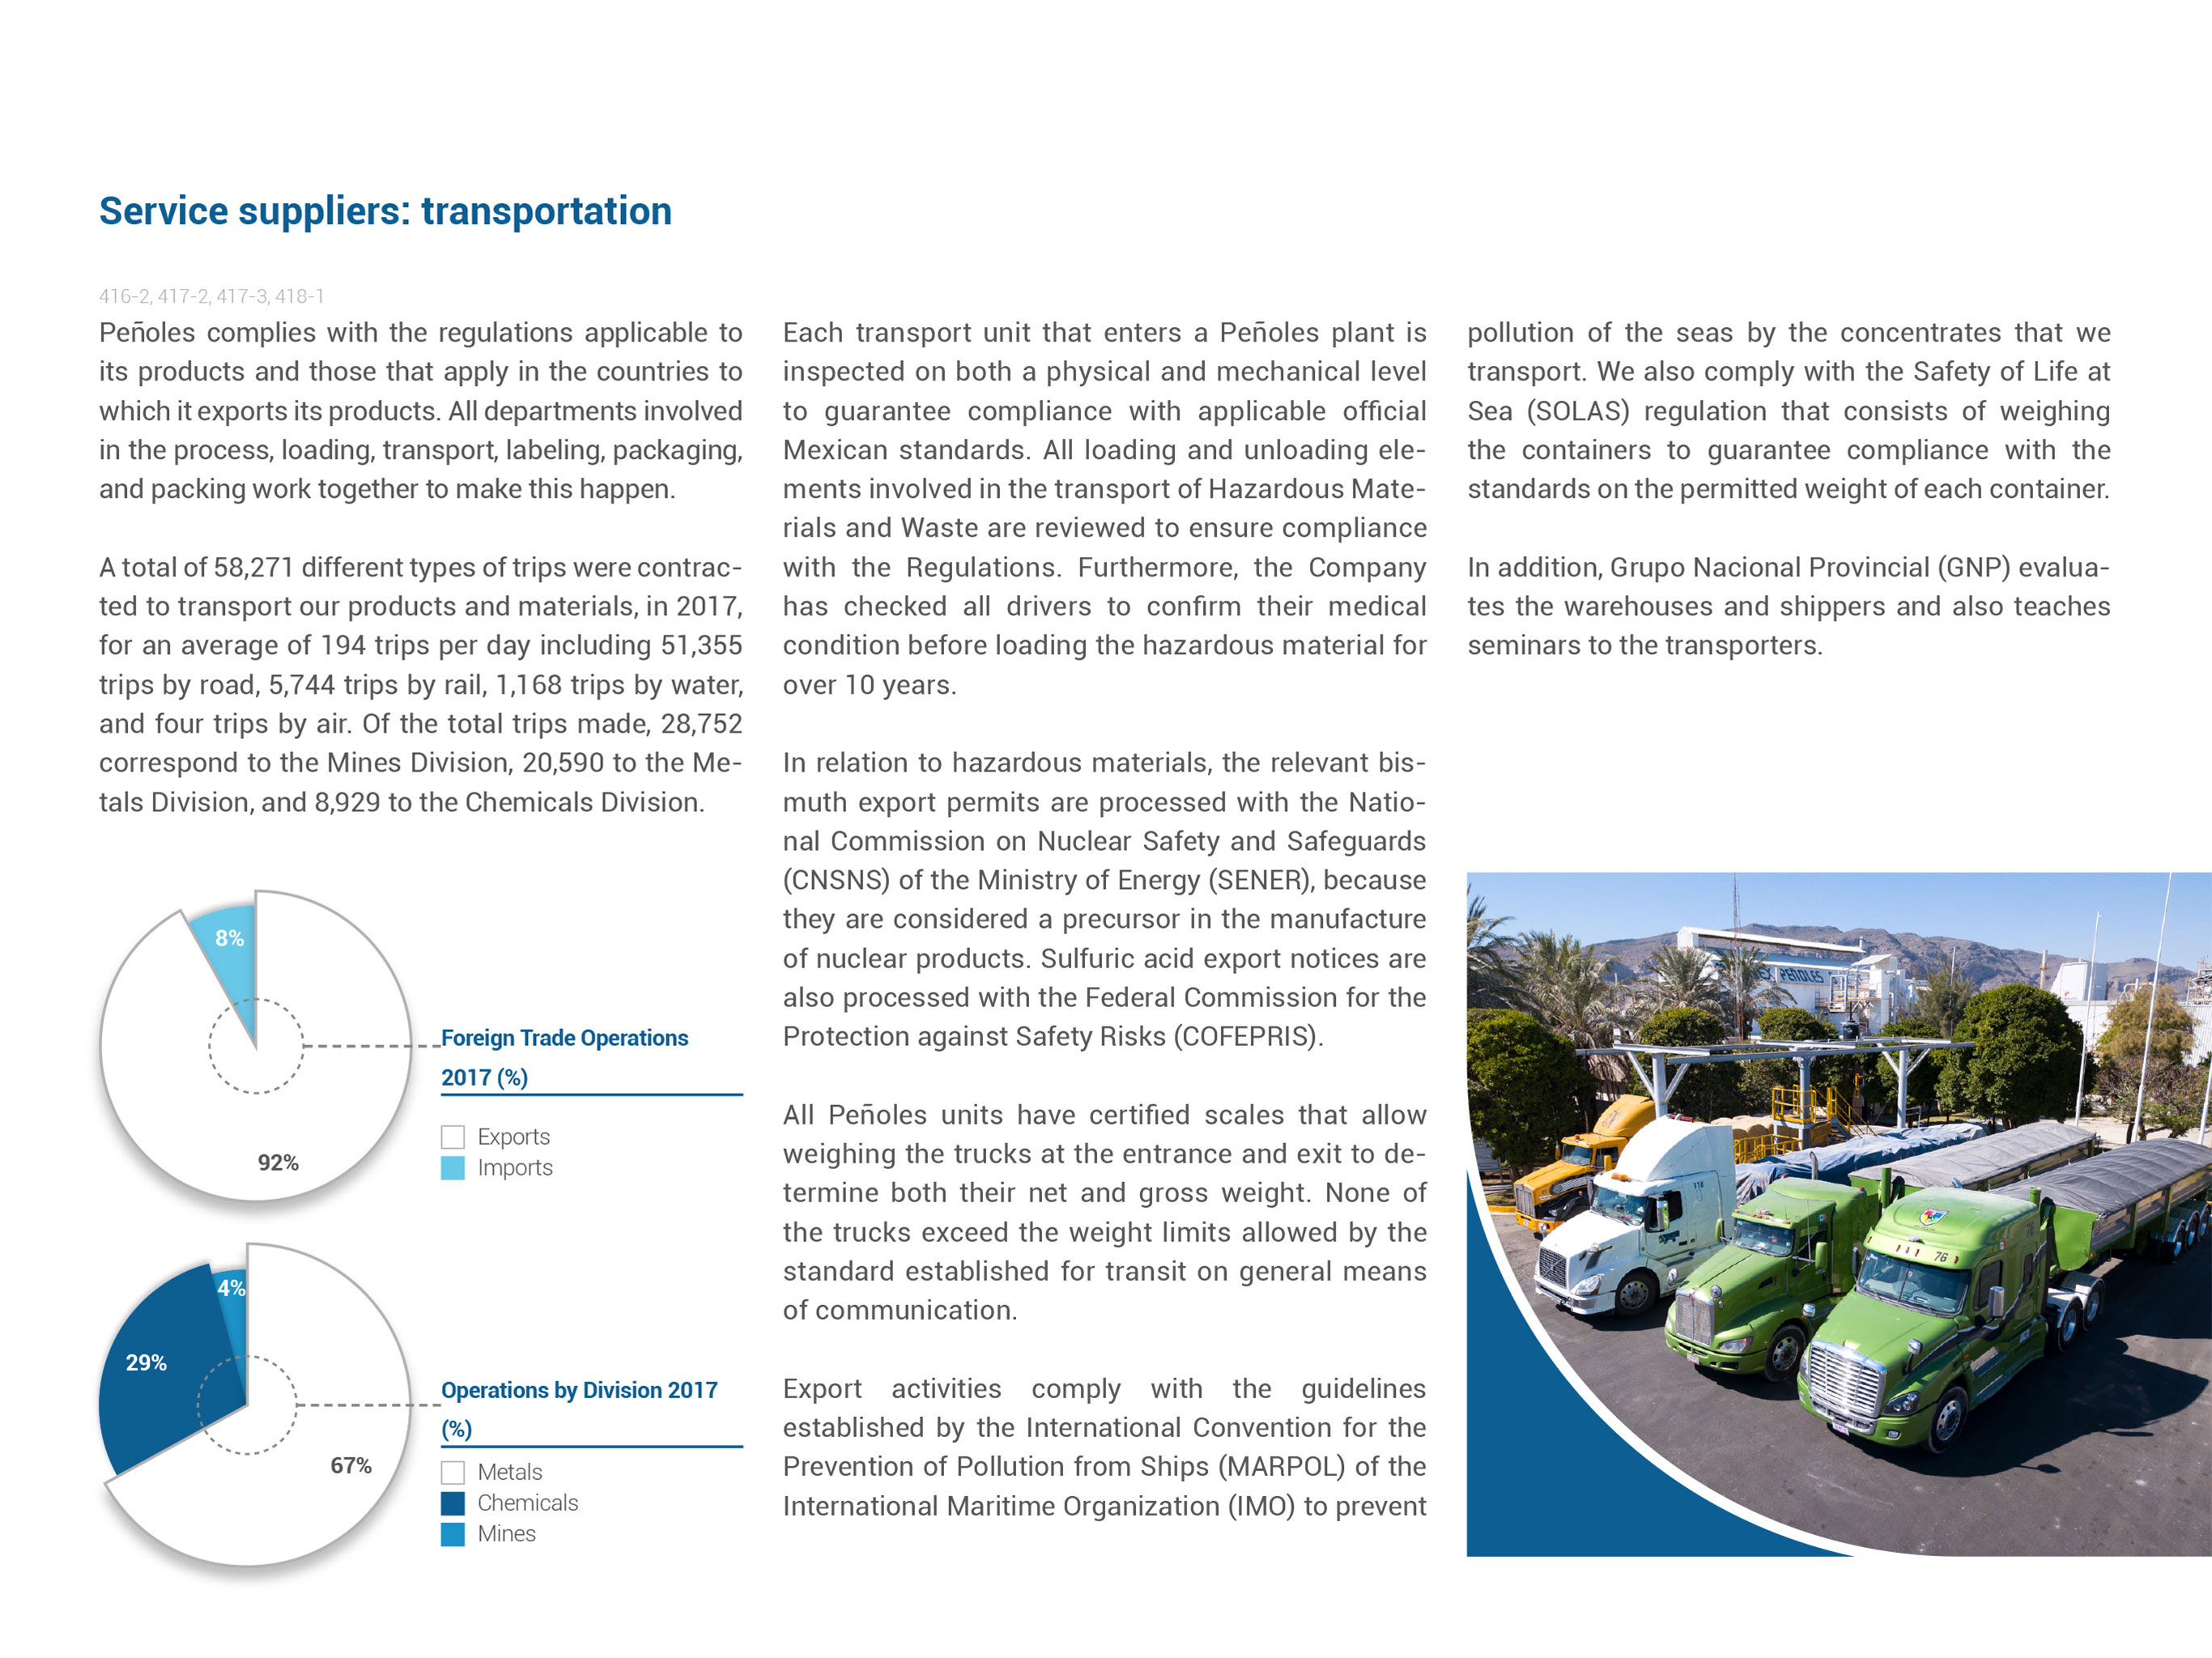 Service suppliers: transportation
416-2, 417-2, 417-3, 418-1
Peñoles complies with the regulations applicable to
its products and those that apply in the countries to
which it exports its products. All departments involved
in the process, loading, transport, labeling, packaging,
and packing work together to make this happen.
A total of 58,271 different types of trips were contrac-
ted to transport our products and materials, in 2017,
for an average of 194 trips per day including 51,355
trips by road, 5,744 trips by rail, 1,168 trips by water,
and four trips by air. Of the total trips made, 28,752
correspond to the Mines Division, 20,590 to the Me-
tals Division, and 8,929 to the Chemicals Division.
8%
92%
Foreign Trade Operations
2017 (%)
Exports
Imports
4%
29%
67%
Operations by Division 2017
(%)
Metals
Chemicals
Mines
Each transport unit that enters a Peñoles plant is
inspected on both a physical and mechanical level
to guarantee compliance with applicable official
Mexican standards. All loading and unloading ele-
ments involved in the transport of Hazardous Mate-
rials and Waste are reviewed to ensure compliance
with the Regulations. Furthermore, the Company
has checked all drivers to confirm their medical
condition before loading the hazardous material for
over 10 years.
In relation to hazardous materials, the relevant bis-
muth export permits are processed with the Natio-
nal Commission on Nuclear Safety and Safeguards
(CNSNS) of the Ministry of Energy (SENER), because
they are considered a precursor in the manufacture
of nuclear products. Sulfuric acid export notices are
also processed with the Federal Commission for the
Protection against Safety Risks (COFEPRIS).
All Peñoles units have certified scales that allow
weighing the trucks at the entrance and exit to de-
termine both their net and gross weight. None of
the trucks exceed the weight limits allowed by the
standard established for transit on general means
of communication.
Export activities comply with the guidelines
established by the International Convention for the
Prevention of Pollution from Ships (MARPOL) of the
International Maritime Organization (IMO) to prevent
pollution of the seas by the concentrates that we
transport. We also comply with the Safety of Life at
Sea (SOLAS) regulation that consists of weighing
the containers to guarantee compliance with the
standards on the permitted weight of each container.
In addition, Grupo Nacional Provincial (GNP) evalua-
tes the warehouses and shippers and also teaches
seminars to the transporters.
PEÑOLES
76